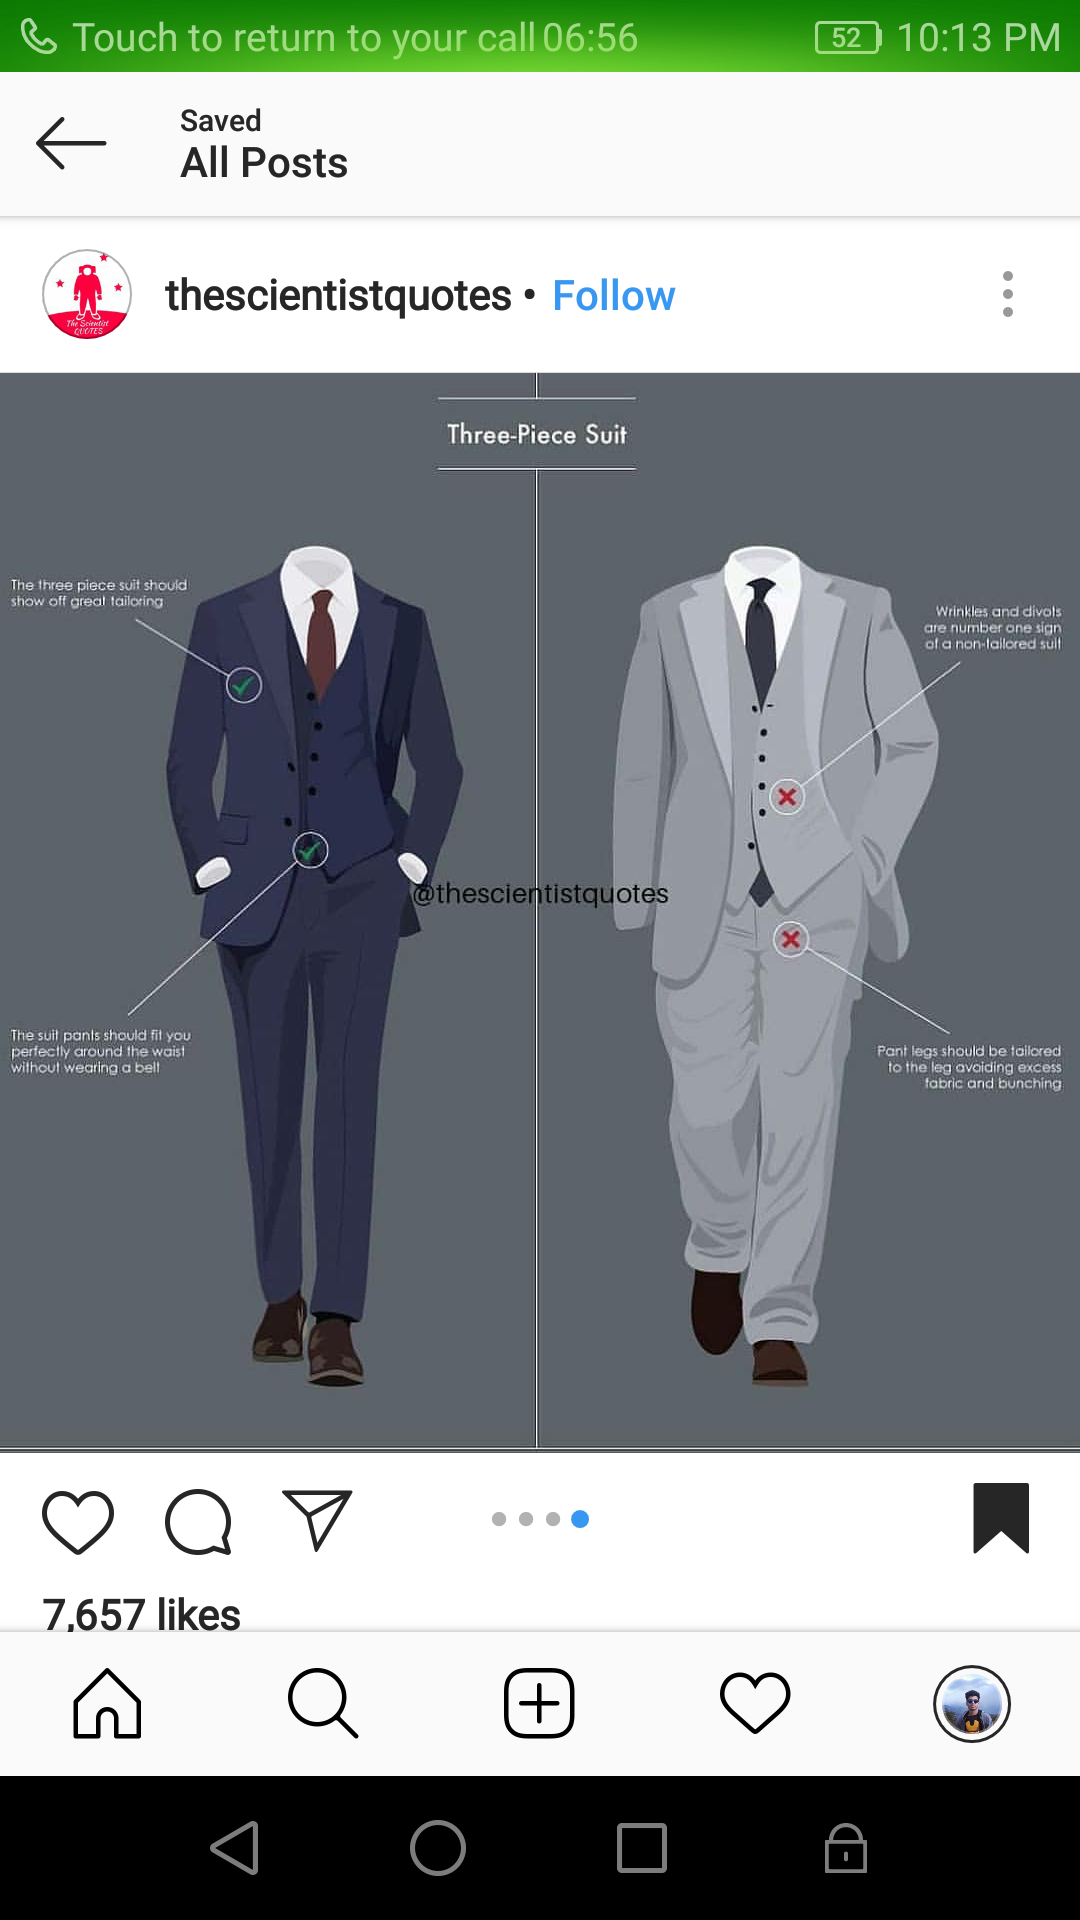 Touch to return to your call 06:56
52
10:13 PM
Saved
All Posts
The Scientist
QUOTES
thescientistquotes • Follow
Three-Piece Suit
The three piece suit should
show off great tailoring
Wrinkles and divots
are number one sign
of a non-tailored suit
@thescientistquotes
The suit pants should fit you
perfectly around the waist
without wearing a belt
Pant legs should be tailored
to the leg avoiding excess
fabric and bunching
7,657 likes